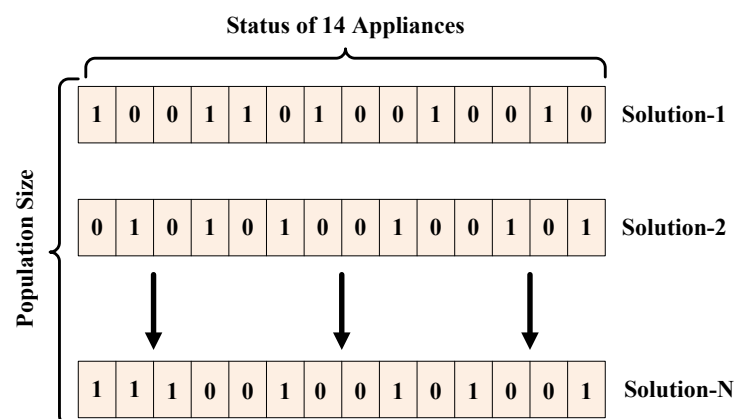 Status of 14 Appliances
Population Size
1 0 0 1 1 0 1 0 0 1 0 0 1 0 Solution-1
0 1 0 1 0 1 0 0 1 0 0 1 0 1 Solution-2
1 1 1 0 0 1 0 0 1 0 1 0 0 1 Solution-N